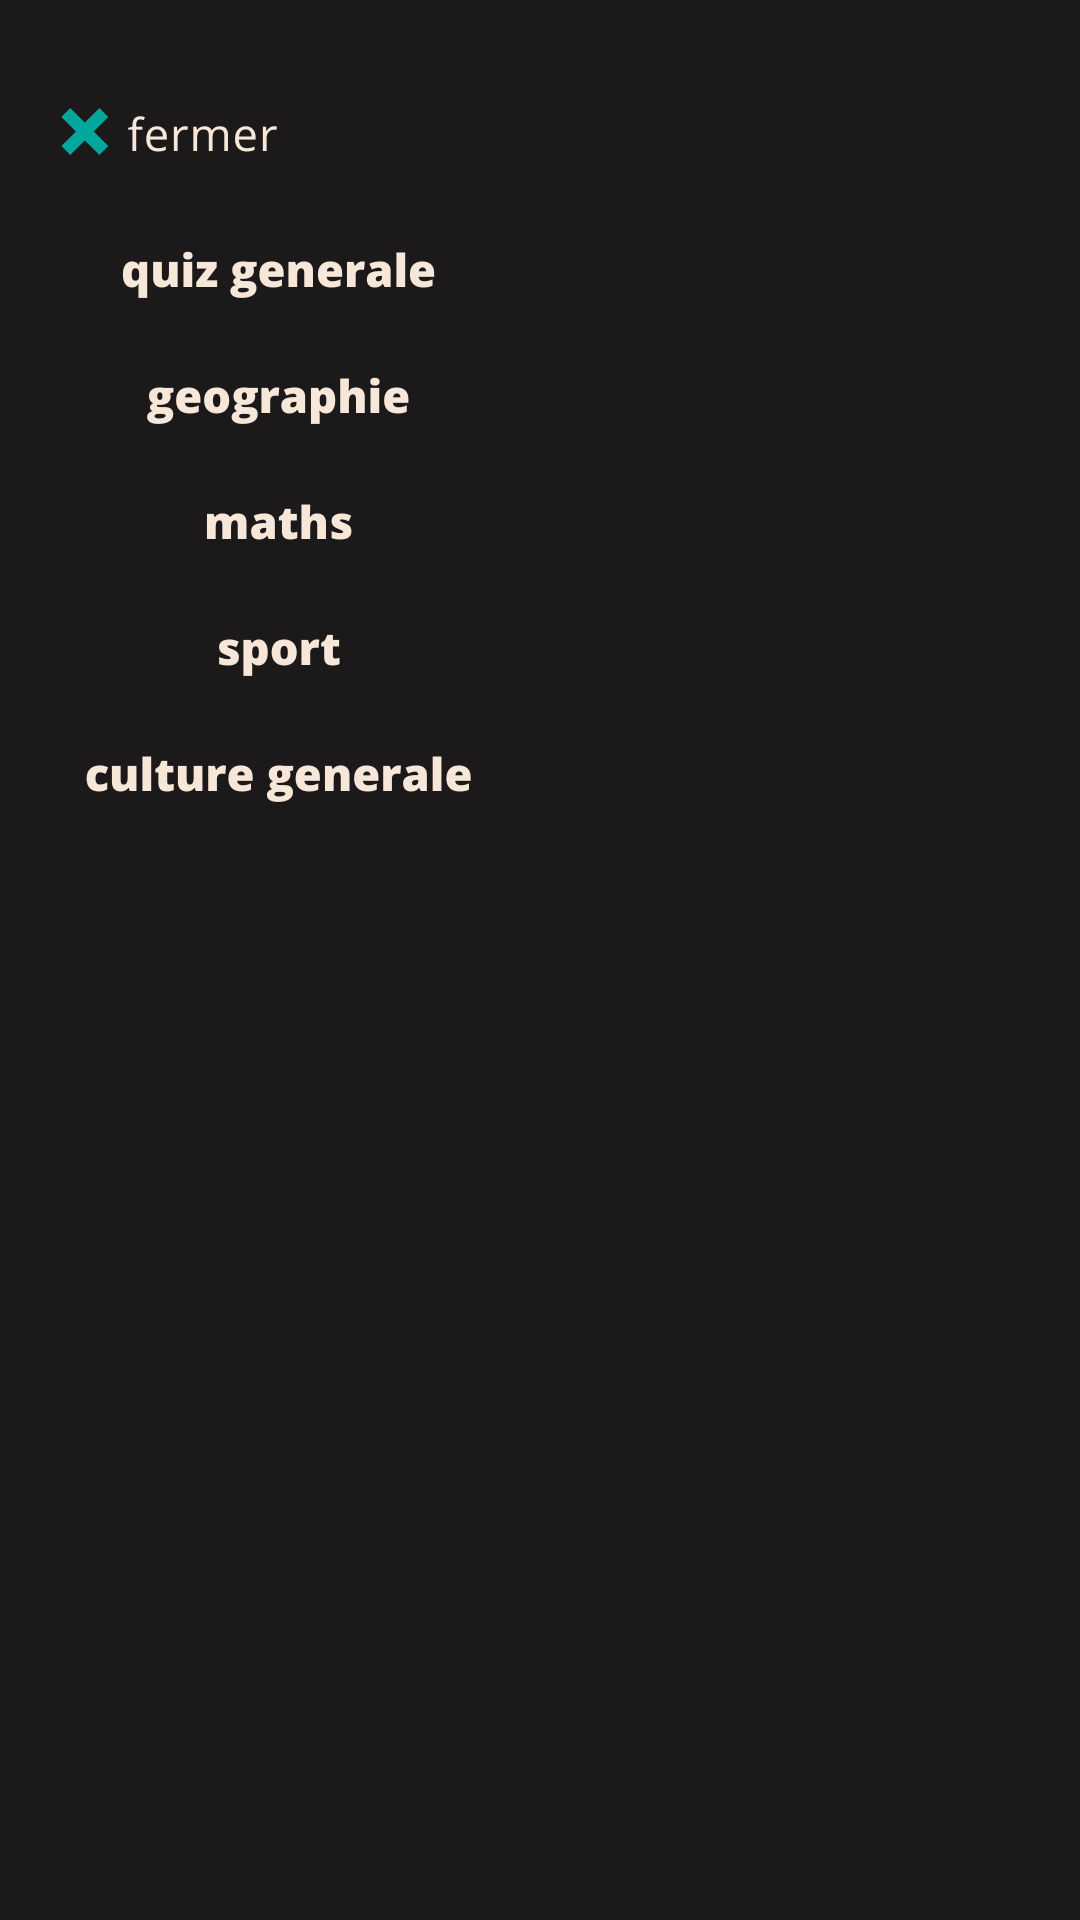 fermer
quiz generale
geographie
maths
sport
culture generale